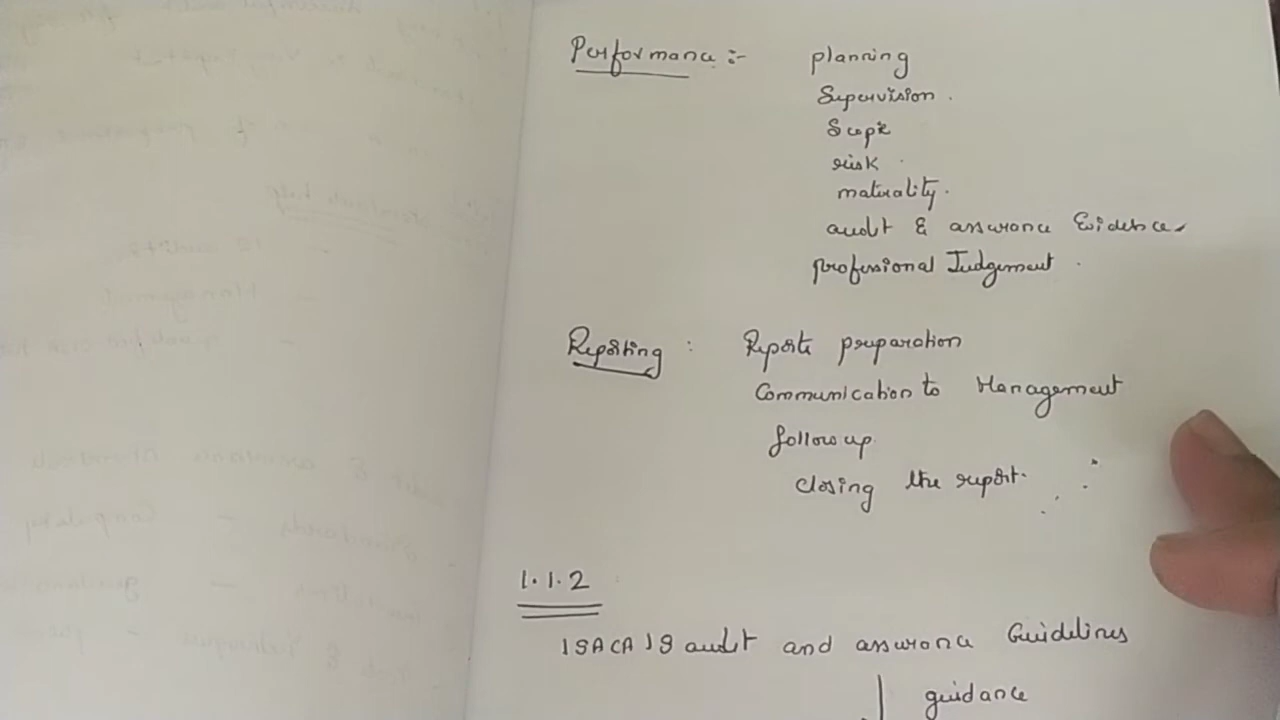 Performance :- planning
Supervision.
Scope
risk
materiality.
audit & assurance Evidence
professional Judgement.
Reporting : Reports preparation
Communication to Management
follow up
closing the report.
1.1.2
ISACA IS audit and assurance Guidelines
guidance